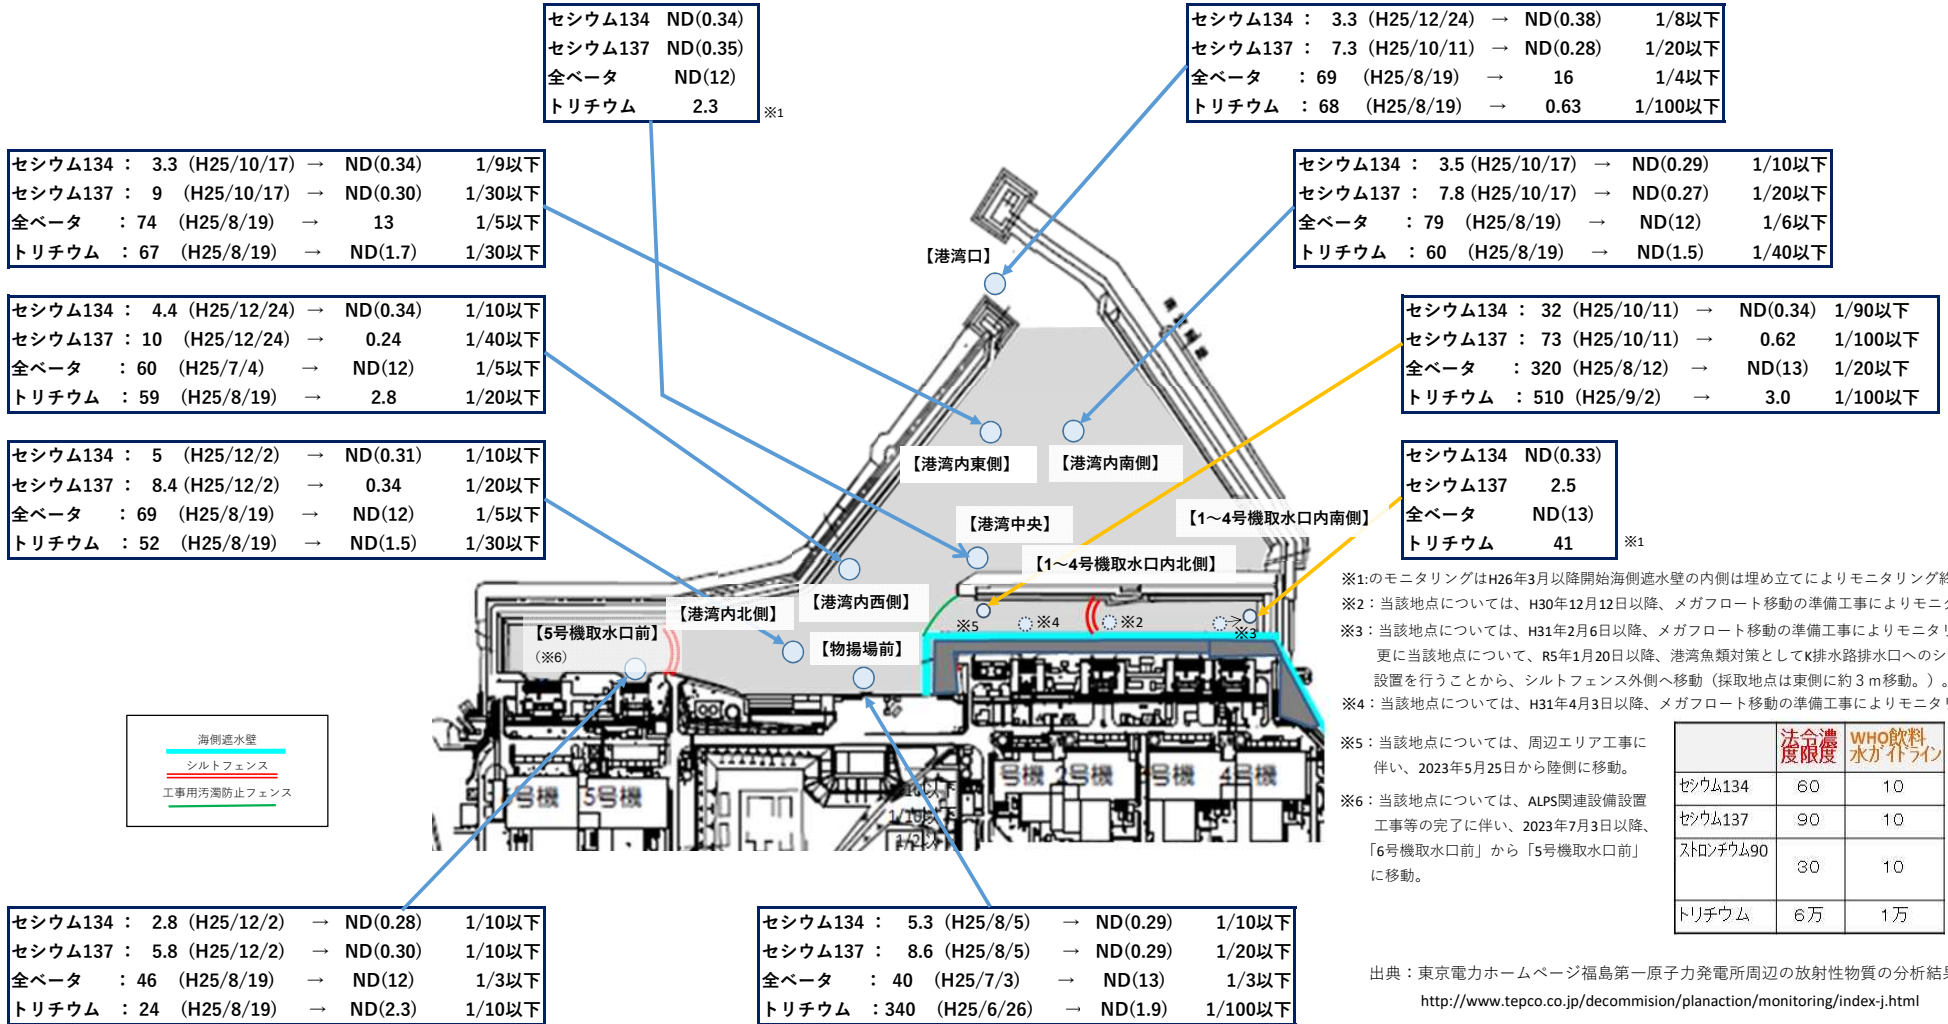 セシウム134 ND(0.34)
セシウム137 ND(0.35)
全ベータ ND(12)
トリチウム 2.3 ※1
セシウム134 ： 3.3 (H25/12/24) → ND(0.38) 1/8以下
セシウム137 ： 7.3 (H25/10/11) → ND(0.28) 1/20以下
全ベータ ： 69 (H25/8/19) → 16 1/4以下
トリチウム ： 68 (H25/8/19) → 0.63 1/100以下
セシウム134 ： 3.3 (H25/10/17) → ND(0.34) 1/9以下
セシウム137 ： 9 (H25/10/17) → ND(0.30) 1/30以下
全ベータ ： 74 (H25/8/19) → 13 1/5以下
トリチウム ： 67 (H25/8/19) → ND(1.7) 1/30以下
セシウム134 ： 3.5 (H25/10/17) → ND(0.29) 1/10以下
セシウム137 ： 7.8 (H25/10/17) → ND(0.27) 1/20以下
全ベータ ： 79 (H25/8/19) → ND(12) 1/6以下
トリチウム ： 60 (H25/8/19) → ND(1.5) 1/40以下
セシウム134 ： 4.4 (H25/12/24) → ND(0.34) 1/10以下
セシウム137 ： 10 (H25/12/24) → 0.24 1/40以下
全ベータ ： 60 (H25/7/4) → ND(12) 1/5以下
トリチウム ： 59 (H25/8/19) → 2.8 1/20以下
セシウム134 ： 32 (H25/10/11) → ND(0.34) 1/90以下
セシウム137 ： 73 (H25/10/11) → 0.62 1/100以下
全ベータ ： 320 (H25/8/12) → ND(13) 1/20以下
トリチウム ： 510 (H25/9/2) → 3.0 1/100以下
セシウム134 ： 5 (H25/12/2) → ND(0.31) 1/10以下
セシウム137 ： 8.4 (H25/12/2) → 0.34 1/20以下
全ベータ ： 69 (H25/8/19) → ND(12) 1/5以下
トリチウム ： 52 (H25/8/19) → ND(1.5) 1/30以下
セシウム134 ND(0.33)
セシウム137 2.5
全ベータ ND(13)
トリチウム 41 ※1
【港湾口】
【港湾内東側】
【港湾内南側】
【港湾中央】
【1～4号機取水口内南側】
【1～4号機取水口内北側】
【港湾内西側】
【港湾内北側】
【5号機取水口前】
（※6）
【物揚場前】
※5
※4
※2
※3
※1:のモニタリングはH26年3月以降開始海側遮水壁の内側は埋め立てによりモニタリング終
※2：当該地点については、H30年12月12日以降、メガフロート移動の準備工事によりモニタ
※3：当該地点については、H31年2月6日以降、メガフロート移動の準備工事によりモニタリ
更に当該地点について、R5年1月20日以降、港湾魚類対策としてK排水路排水口へのシ
設置を行うことから、シルトフェンス外側へ移動（採取地点は東側に約３ｍ移動。）。
※4：当該地点については、H31年4月3日以降、メガフロート移動の準備工事によりモニタリ
※5：当該地点については、周辺エリア工事に
伴い、2023年5月25日から陸側に移動。
※6：当該地点については、ALPS関連設備設置
工事等の完了に伴い、2023年7月3日以降、
「6号機取水口前」から「5号機取水口前」
に移動。
海側遮水壁
シルトフェンス
工事用汚濁防止フェンス
号機
5号機
号機
2号機
号機
4号機
1/10以
1/2以
法令濃度限度 WHO飲料水ガイドライン
セシウム134 60 10
セシウム137 90 10
ストロンチウム90 30 10
トリチウム 6万 1万
セシウム134 ： 2.8 (H25/12/2) → ND(0.28) 1/10以下
セシウム137 ： 5.8 (H25/12/2) → ND(0.30) 1/10以下
全ベータ ： 46 (H25/8/19) → ND(12) 1/3以下
トリチウム ： 24 (H25/8/19) → ND(2.3) 1/10以下
セシウム134 ： 5.3 (H25/8/5) → ND(0.29) 1/10以下
セシウム137 ： 8.6 (H25/8/5) → ND(0.29) 1/20以下
全ベータ ： 40 (H25/7/3) → ND(13) 1/3以下
トリチウム ：340 (H25/6/26) → ND(1.9) 1/100以下
出典：東京電力ホームページ福島第一原子力発電所周辺の放射性物質の分析結果
http://www.tepco.co.jp/decommision/planaction/monitoring/index-j.html